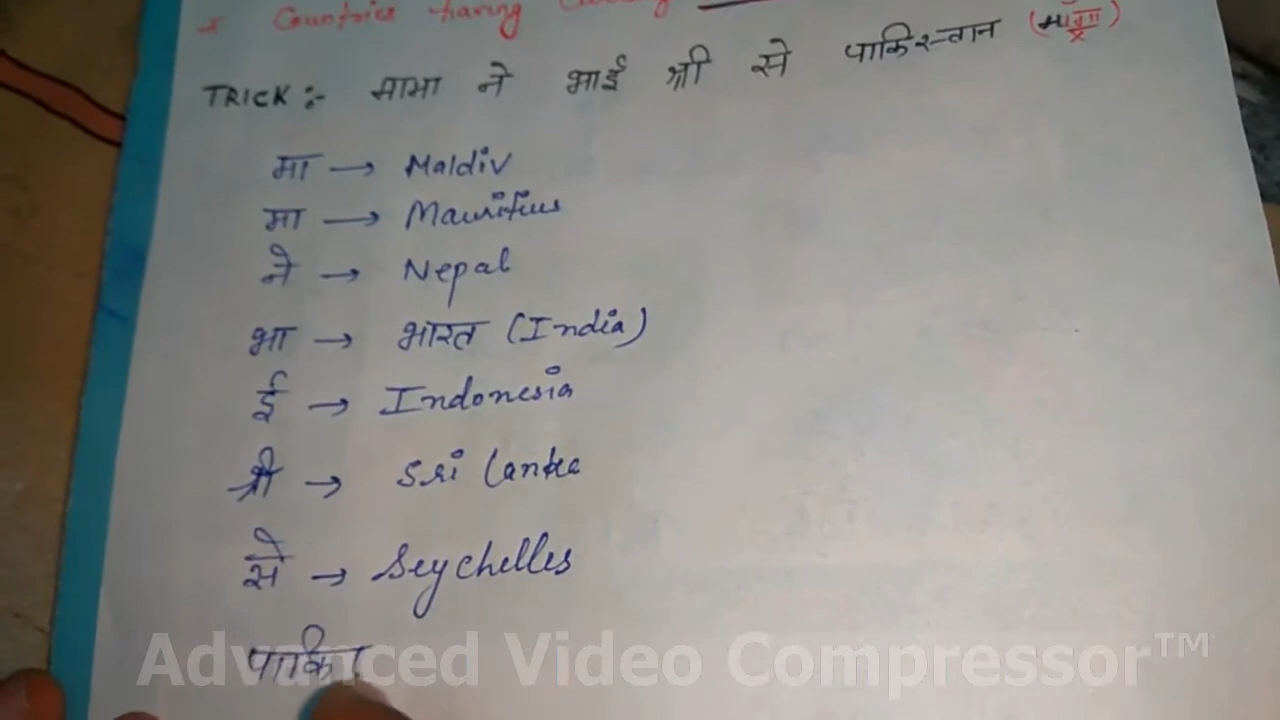 Countries having
TRICK:- मामा ने भाई श्री से पाकिस्तान
मा → Maldiv
मा → Mauritius
ने → Nepal
भा → भारत (India)
ई → Indonesia
श्री → Sri Lanka
से → Seychelles
पाकि
Advanced Video Compressor™